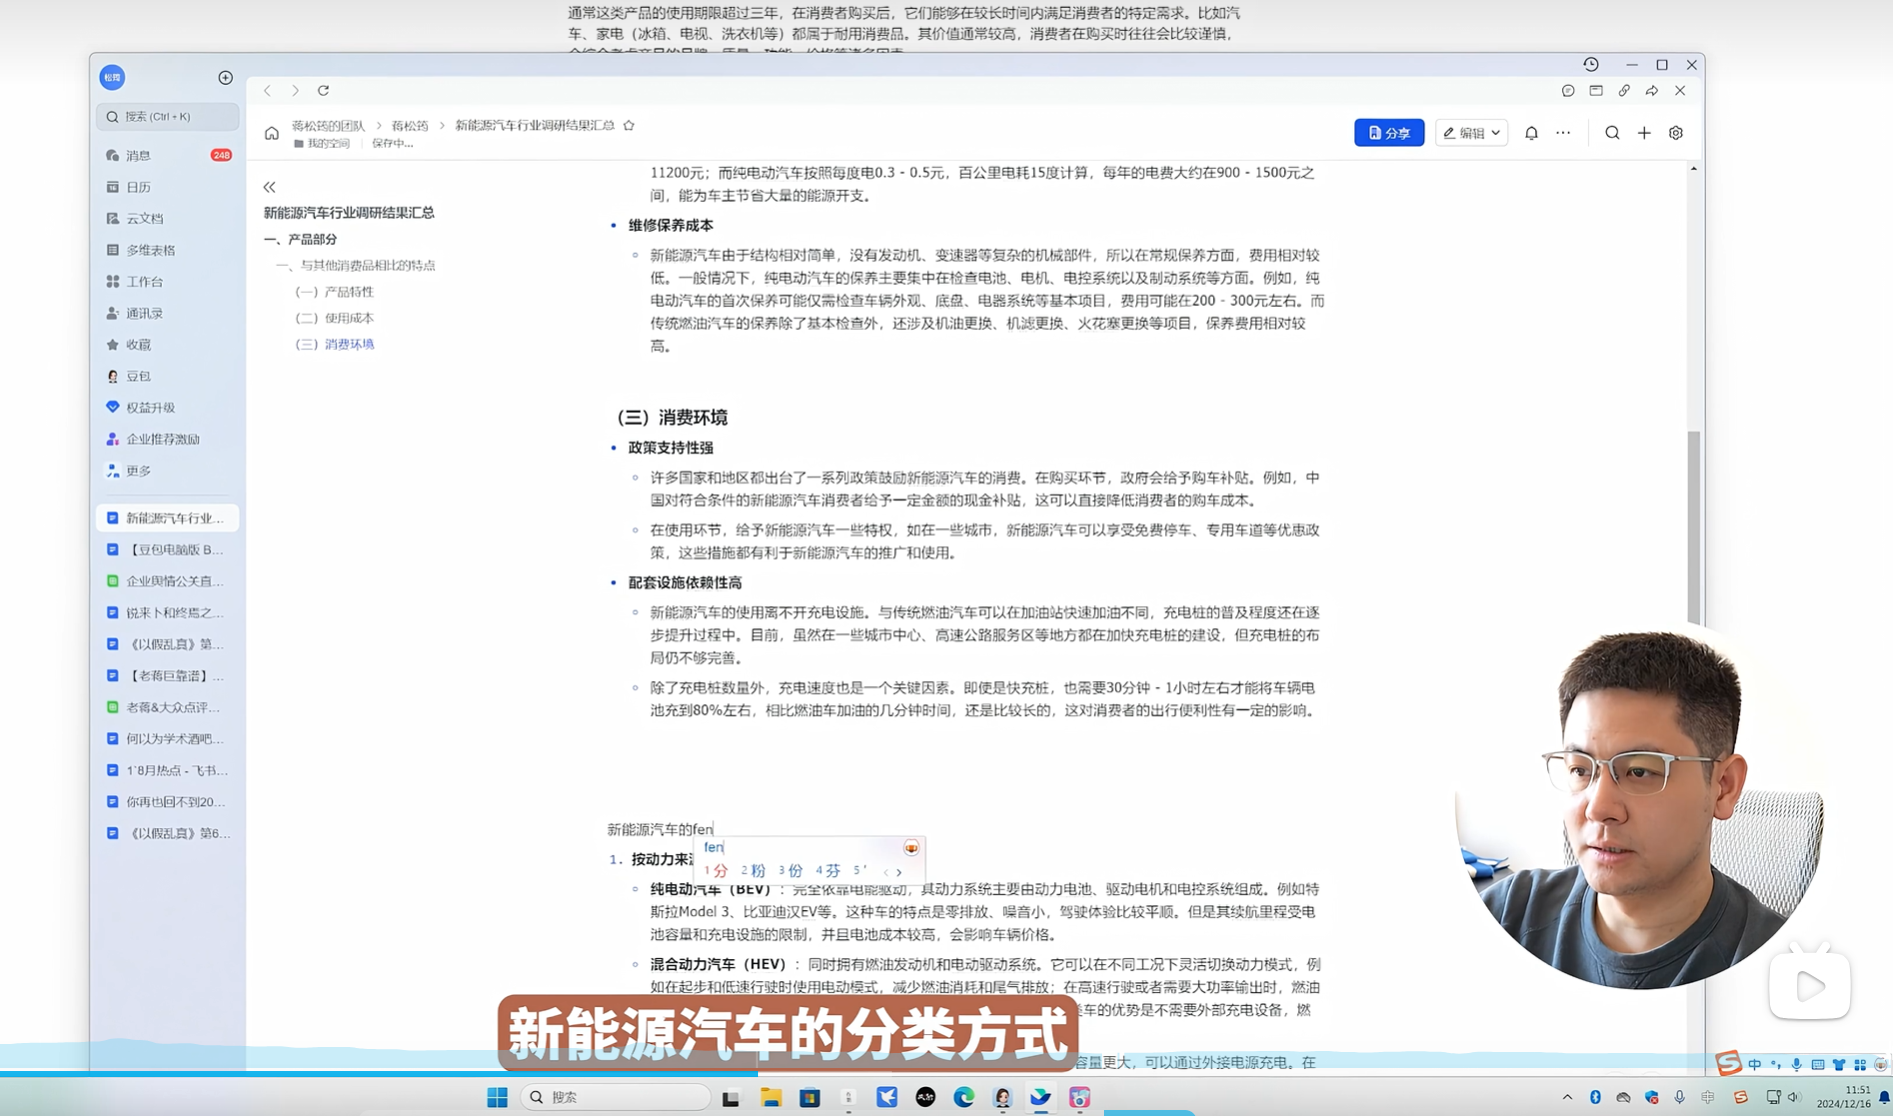 通常这类产品的使用期限超过三年，在消费者购买后，它们能够在较长时间内满足消费者的特定需求。比如汽
车、家电（冰箱、电视、洗衣机等）都属于耐用消费品。其价值通常较高，消费者在购买时往往会比较谨慎，
松筠
搜索 (Ctrl + K)
消息
248
日历
云文档
多维表格
工作台
通讯录
收藏
豆包
权益升级
企业推荐激励
更多
新能源汽车行业...
【豆包电脑版 B...
企业舆情公关直...
锐来卜和终焉之...
《以假乱真》第...
【老蒋巨靠谱】...
老蒋&大众点评...
何以为学术酒吧...
1`8月热点 - 飞书...
你再也回不到20...
《以假乱真》第6...
蒋松筠的团队
蒋松筠
新能源汽车行业调研结果汇总
我的空间
保存中...
分享
编辑
新能源汽车行业调研结果汇总
一、产品部分
一、与其他消费品相比的特点
（一）产品特性
（二）使用成本
（三）消费环境
11200元；而纯电动汽车按照每度电0.3 - 0.5元，百公里电耗15度计算，每年的电费大约在900 - 1500元之
间，能为车主节省大量的能源开支。
• 维修保养成本
新能源汽车由于结构相对简单，没有发动机、变速器等复杂的机械部件，所以在常规保养方面，费用相对较
低。一般情况下，纯电动汽车的保养主要集中在检查电池、电机、电控系统以及制动系统等方面。例如，纯
电动汽车的首次保养可能仅需检查车辆外观、底盘、电器系统等基本项目，费用可能在200 - 300元左右。而
传统燃油汽车的保养除了基本检查外，还涉及机油更换、机滤更换、火花塞更换等项目，保养费用相对较
高。
（三）消费环境
• 政策支持性强
许多国家和地区都出台了一系列政策鼓励新能源汽车的消费。在购买环节，政府会给予购车补贴。例如，中
国对符合条件的新能源汽车消费者给予一定金额的现金补贴，这可以直接降低消费者的购车成本。
在使用环节，给予新能源汽车一些特权，如在一些城市，新能源汽车可以享受免费停车、专用车道等优惠政
策，这些措施都有利于新能源汽车的推广和使用。
• 配套设施依赖性高
新能源汽车的使用离不开充电设施。与传统燃油汽车可以在加油站快速加油不同，充电桩的普及程度还在逐
步提升过程中。目前，虽然在一些城市中心、高速公路服务区等地方都在加快充电桩的建设，但充电桩的布
局仍不够完善。
除了充电桩数量外，充电速度也是一个关键因素。即使是快充桩，也需要30分钟 - 1小时左右才能将车辆电
池充到80%左右，相比燃油车加油的几分钟时间，还是比较长的，这对消费者的出行便利性有一定的影响。
新能源汽车的fen
fen
1分 2粉 3份 4芬 5
1. 按动力来
纯电动汽车（BEV）：完全依靠电能驱动，其动力系统主要由动力电池、驱动电机和电控系统组成。例如特
斯拉Model 3、比亚迪汉EV等。这种车的特点是零排放、噪音小，驾驶体验比较平顺。但是其续航里程受电
池容量和充电设施的限制，并且电池成本较高，会影响车辆价格。
混合动力汽车（HEV）：同时拥有燃油发动机和电动驱动系统。它可以在不同工况下灵活切换动力模式，例
如在起步和低速行驶时使用电动模式，减少燃油消耗和尾气排放；在高速行驶或者需要大功率输出时，燃油
车的优势是不需要外部充电设备，燃
新能源汽车的分类方式
容量更大，可以通过外接电源充电。在
中
搜索
中
11:51
2024/12/16